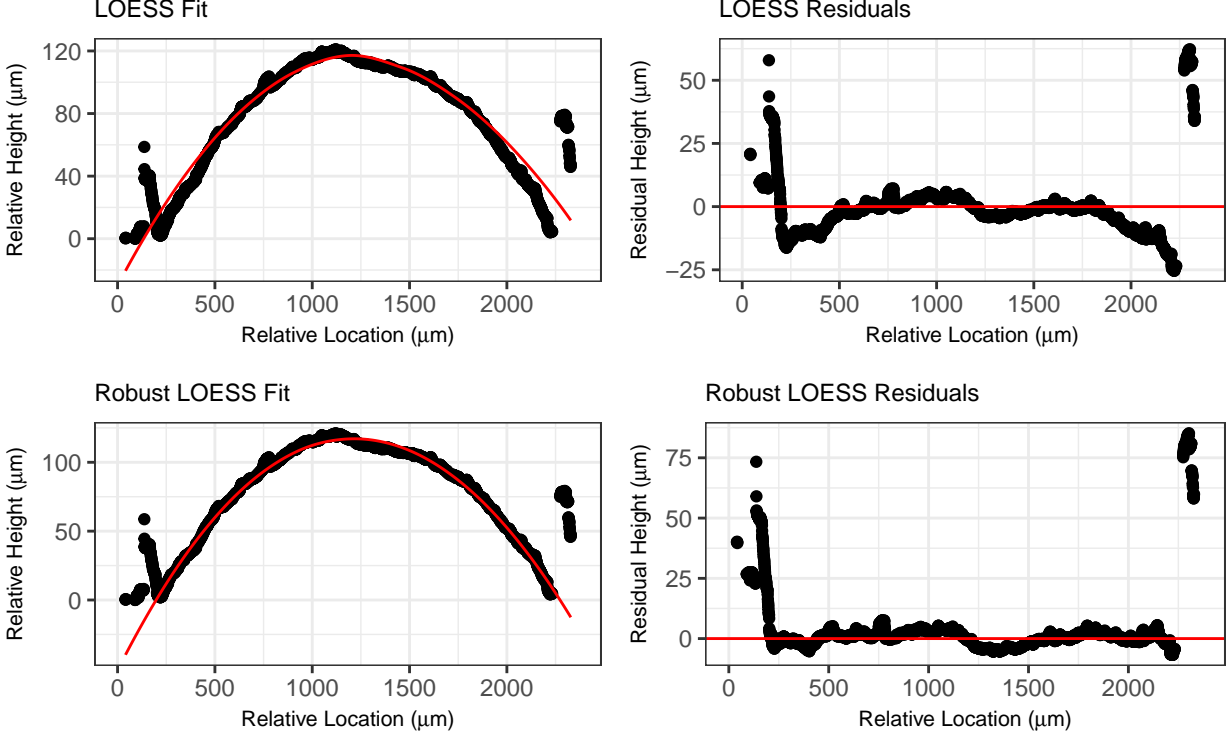 LOESS Fit
Relative Height (μm)
120
80
40
0
0 500 1000 1500 2000
Relative Location (μm)
LOESS Residuals
Residual Height (μm)
50
25
0
−25
0 500 1000 1500 2000
Relative Location (μm)
Robust LOESS Fit
Relative Height (μm)
100
50
0
0 500 1000 1500 2000
Relative Location (μm)
Robust LOESS Residuals
Residual Height (μm)
75
50
25
0
0 500 1000 1500 2000
Relative Location (μm)